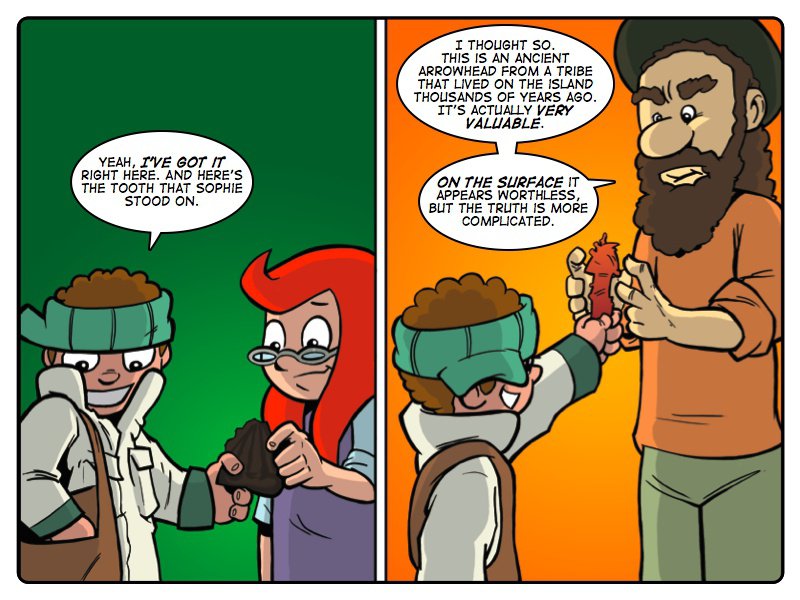 YEAH, I'VE GOT IT
RIGHT HERE. AND HERE'S
THE TOOTH THAT SOPHIE
STOOD ON.
I THOUGHT SO.
THIS IS AN ANCIENT
ARROWHEAD FROM A TRIBE
THAT LIVED ON THE ISLAND
THOUSANDS OF YEARS AGO.
IT'S ACTUALLY VERY
VALUABLE.
ON THE SURFACE IT
APPEARS WORTHLESS,
BUT THE TRUTH IS MORE
COMPLICATED.